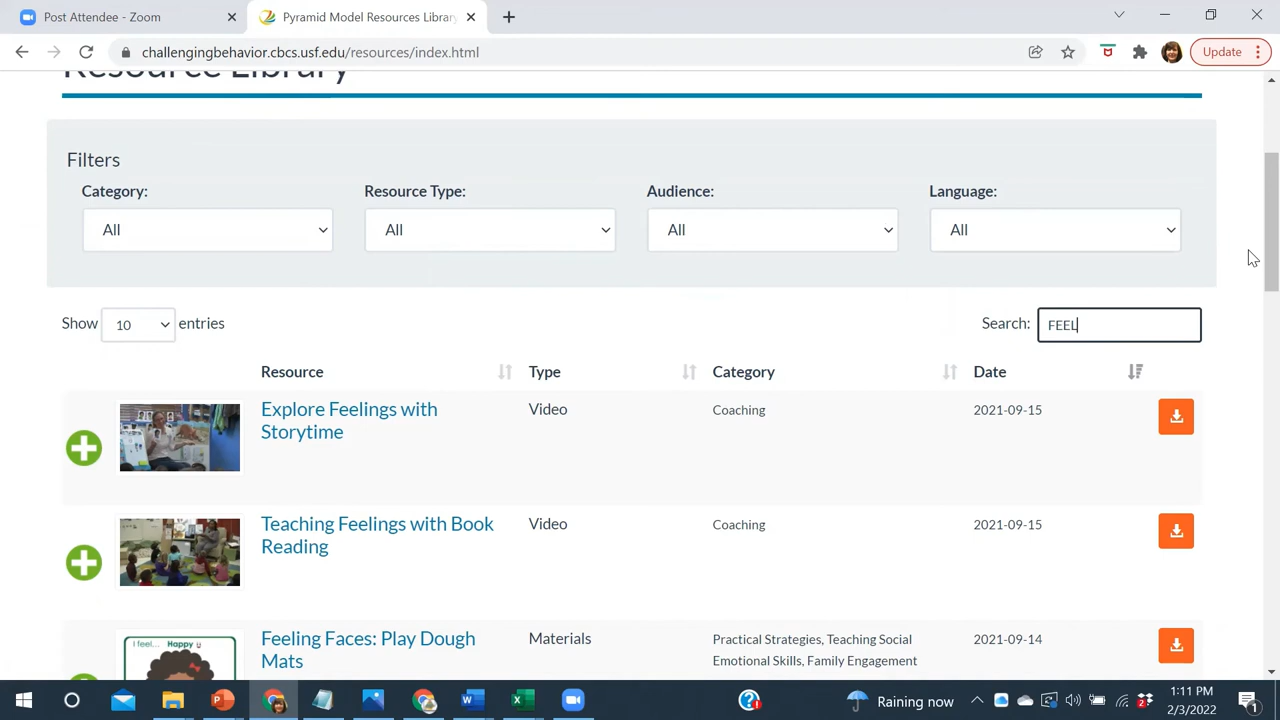 Post Attendee - Zoom
Pyramid Model Resources Library
challengingbehavior.cbcs.usf.edu/resources/index.html
Update
Resource Library
Filters
Category: Resource Type: Audience: Language:
All All All All
Show 10 entries Search: FEEL
Resource Type Category Date
Explore Feelings with Video Coaching 2021-09-15
Storytime
Teaching Feelings with Book Video Coaching 2021-09-15
Reading
I feel... Happy
Feeling Faces: Play Dough Materials Practical Strategies, Teaching Social 2021-09-14
Mats Emotional Skills, Family Engagement
Raining now
1:11 PM
2/3/2022
1